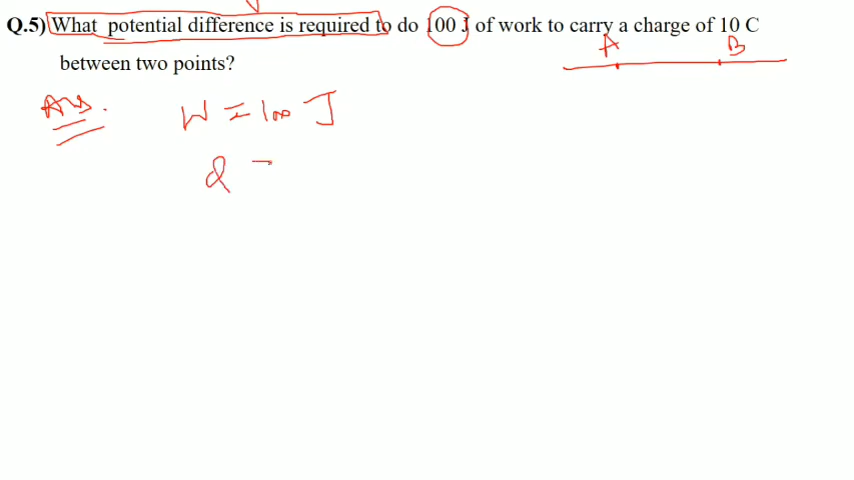 Q.5) What potential difference is required to do 100 J of work to carry a charge of 10 C
between two points?
A B
Ans.
W = 100 J
Q =